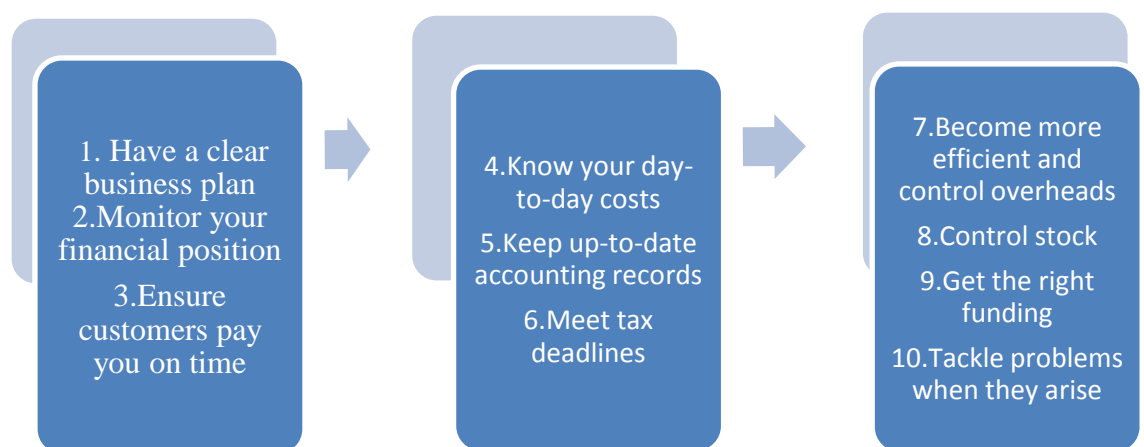 1. Have a clear
business plan
2.Monitor your
financial position
3.Ensure
customers pay
you on time
4.Know your day-
to-day costs
5.Keep up-to-date
accounting records
6.Meet tax
deadlines
7.Become more
efficient and
control overheads
8.Control stock
9.Get the right
funding
10.Tackle problems
when they arise